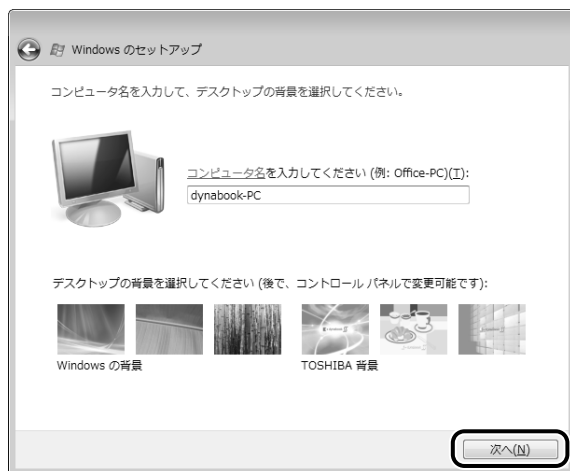 Windows のセットアップ
コンピュータ名を入力して、デスクトップの背景を選択してください。
コンピュータ名を入力してください (例: Office-PC)(T):
dynabook-PC
デスクトップの背景を選択してください (後で、コントロール パネルで変更可能です):
Windows の背景
TOSHIBA 背景
次へ(N)